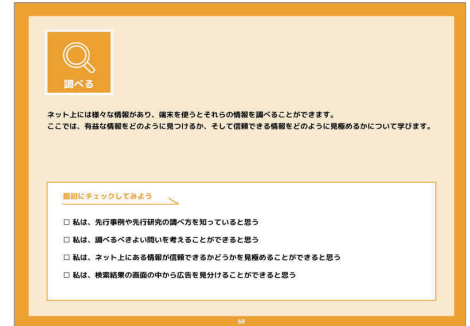 調べる
ネット上には様々な情報があり、端末を使うとそれらの情報を調べることができます。
ここでは、有益な情報をどのように見つけるか、そして信頼できる情報をどのように見極めるかについて学びます。
最初にチェックしてみよう
□ 私は、先行事例や先行研究の調べ方を知っていると思う
□ 私は、調べるべきよい問いを考えることができると思う
□ 私は、ネット上にある情報が信頼できるかどうかを見極めることができると思う
□ 私は、検索結果の画面の中から広告を見分けることができると思う
60